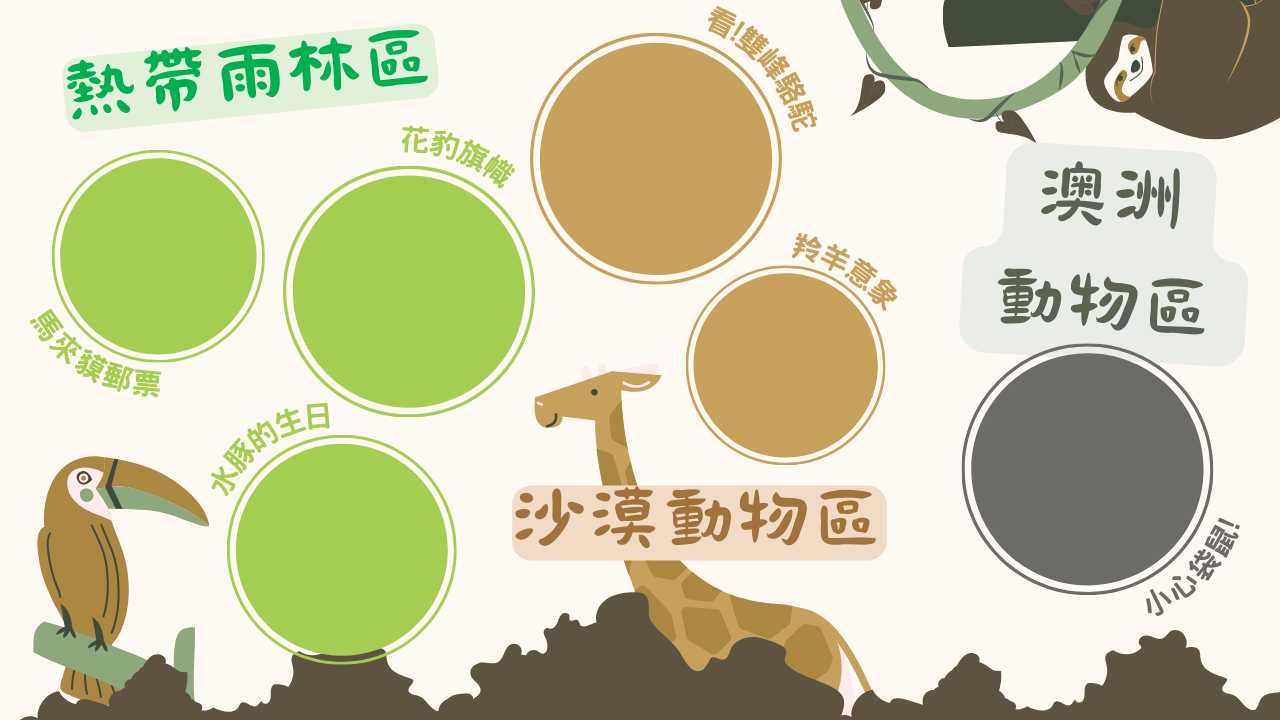 熱帶雨林區
花豹旗幟
馬來貘郵票
水豚的生日
看!雙峰駱駝
羚羊意象
沙漠動物區
澳洲
動物區
小心袋鼠!